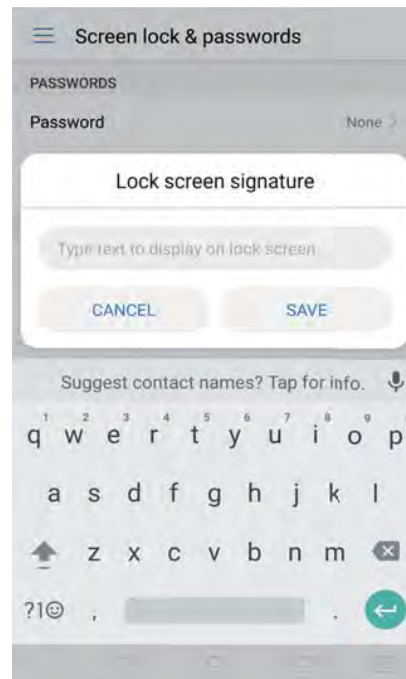 Screen lock & passwords
PASSWORDS
Password None
Lock screen signature
Type text to display on lock screen
CANCEL SAVE
Suggest contact names? Tap for info.
1 2 3 4 5 6 7 8 9
q w e r t y u i o p
a s d f g h j k l
z x c v b n m
?1☺ , .